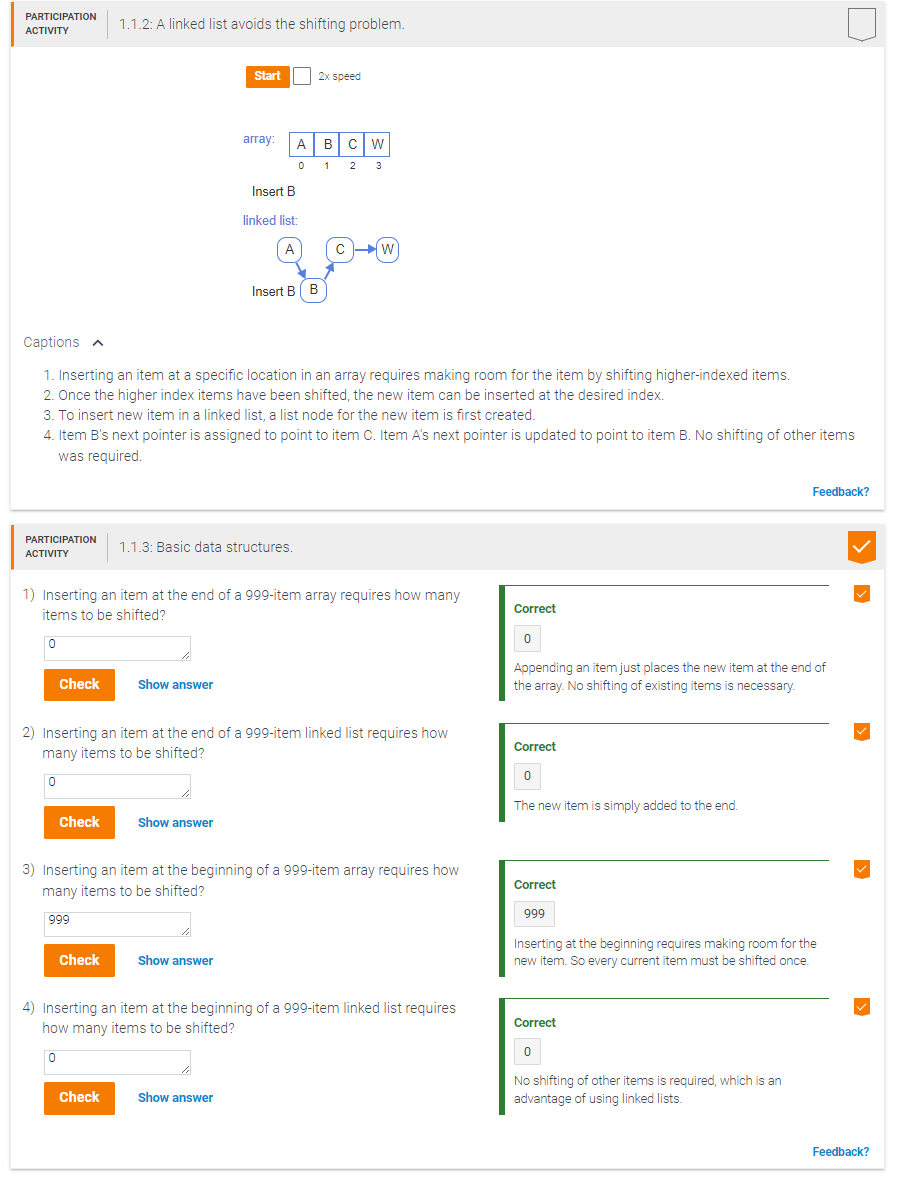 PARTICIPATION
ACTIVITY
1.1.2: A linked list avoids the shifting problem.
Start
2x speed
array:
A B C W
0 1 2 3
Insert B
linked list:
A C W
Insert B B
Captions
1. Inserting an item at a specific location in an array requires making room for the item by shifting higher-indexed items.
2. Once the higher index items have been shifted, the new item can be inserted at the desired index.
3. To insert new item in a linked list, a list node for the new item is first created.
4. Item B's next pointer is assigned to point to item C. Item A's next pointer is updated to point to item B. No shifting of other items
was required.
Feedback?
PARTICIPATION
ACTIVITY
1.1.3: Basic data structures.
1) Inserting an item at the end of a 999-item array requires how many
items to be shifted?
0
Check
Show answer
Correct
0
Appending an item just places the new item at the end of
the array. No shifting of existing items is necessary.
2) Inserting an item at the end of a 999-item linked list requires how
many items to be shifted?
0
Check
Show answer
Correct
0
The new item is simply added to the end.
3) Inserting an item at the beginning of a 999-item array requires how
many items to be shifted?
999
Check
Show answer
Correct
999
Inserting at the beginning requires making room for the
new item. So every current item must be shifted once.
4) Inserting an item at the beginning of a 999-item linked list requires
how many items to be shifted?
0
Check
Show answer
Correct
0
No shifting of other items is required, which is an
advantage of using linked lists.
Feedback?